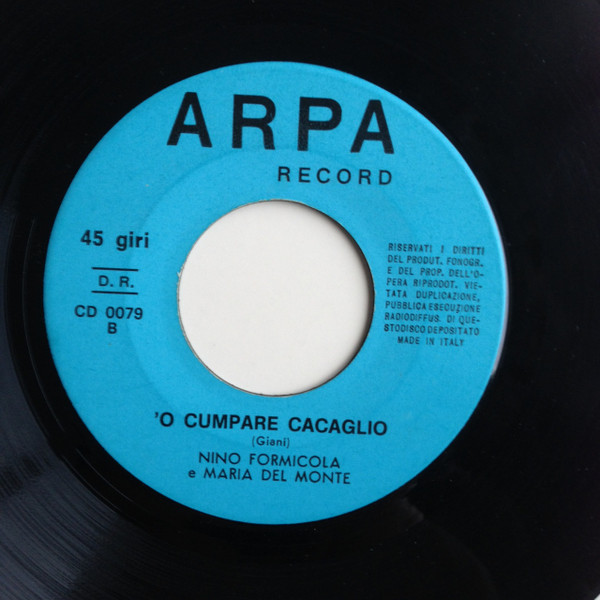 ARPA
RECORD
45 giri
D. R.
CD 0079
B
RISERVATI I DIRITTI
DEL PRODUT. FONOGR.
E DEL PROP. DELL'O-
PERA RIPRODOT. VIE-
TATA DUPLICAZIONE,
PUBBLICA ESECUZIONE
RADIODIFFUS. DI QUE-
STO DISCO DEPOSITATO
MADE IN ITALY
'O CUMPARE CACAGLIO
(Giani)
NINO FORMICOLA
e MARIA DEL MONTE